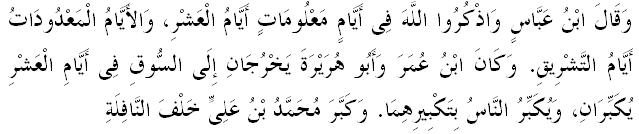 وَقَالَ ابْنُ عَبَّاسٍ وَاذْكُرُوا اللَّهَ فِى أَيَّامٍ مَعْلُومَاتٍ أَيَّامُ الْعَشْرِ، وَالأَيَّامُ الْمَعْدُودَاتُ
أَيَّامُ التَّشْرِيقِ. وَكَانَ ابْنُ عُمَرَ وَأَبُو هُرَيْرَةَ يَخْرُجَانِ إِلَى السُّوقِ فِى أَيَّامِ الْعَشْرِ
يُكَبِّرَانِ، وَيُكَبِّرُ النَّاسُ بِتَكْبِيرِهِمَا. وَكَبَّرَ مُحَمَّدُ بْنُ عَلِىٍّ خَلْفَ النَّافِلَةِ